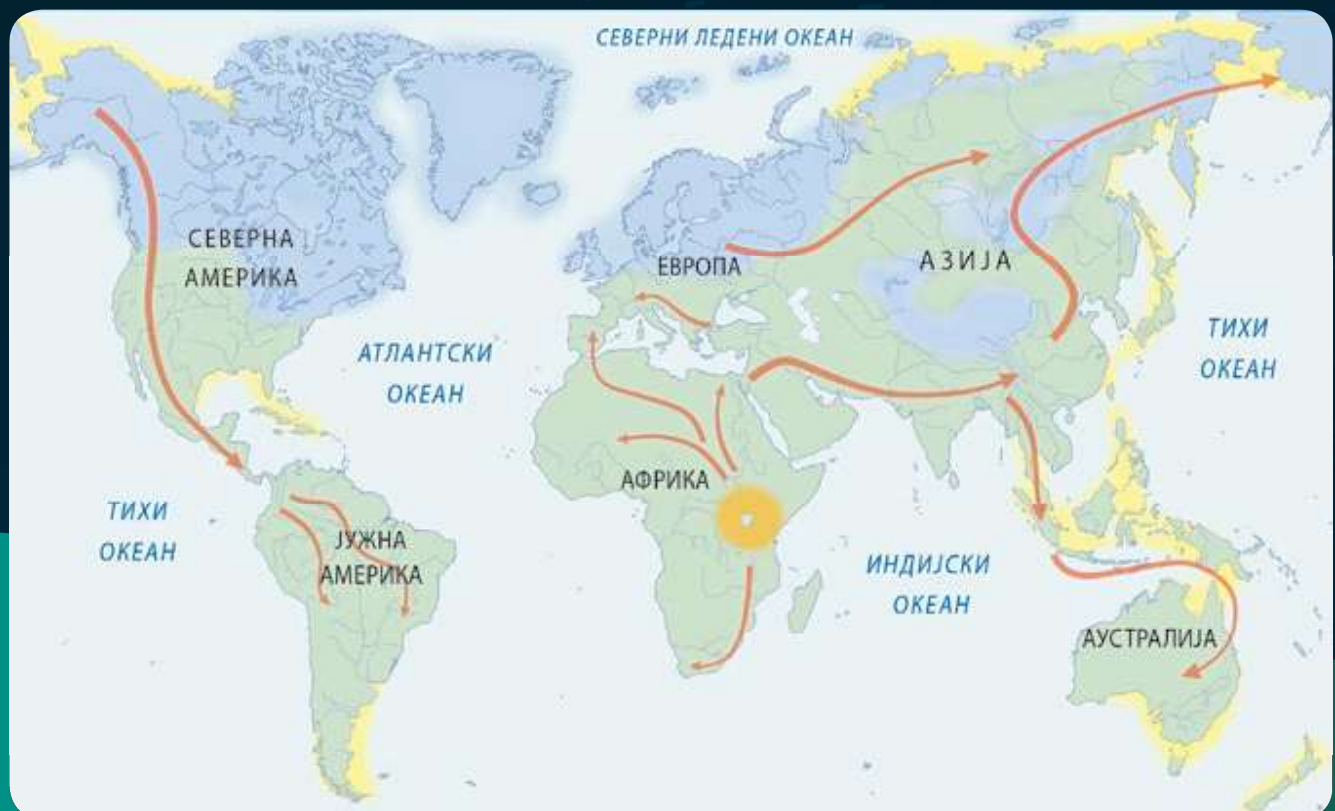 СЕВЕРНИ ЛЕДЕНИ ОКЕАН
СЕВЕРНА
АМЕРИКА
ЕВРОПА
АЗИЈА
АТЛАНТСКИ
ОКЕАН
ТИХИ
ОКЕАН
АФРИКА
ТИХИ
ОКЕАН
ЈУЖНА
АМЕРИКА
ИНДИЈСКИ
ОКЕАН
АУСТРАЛИЈА